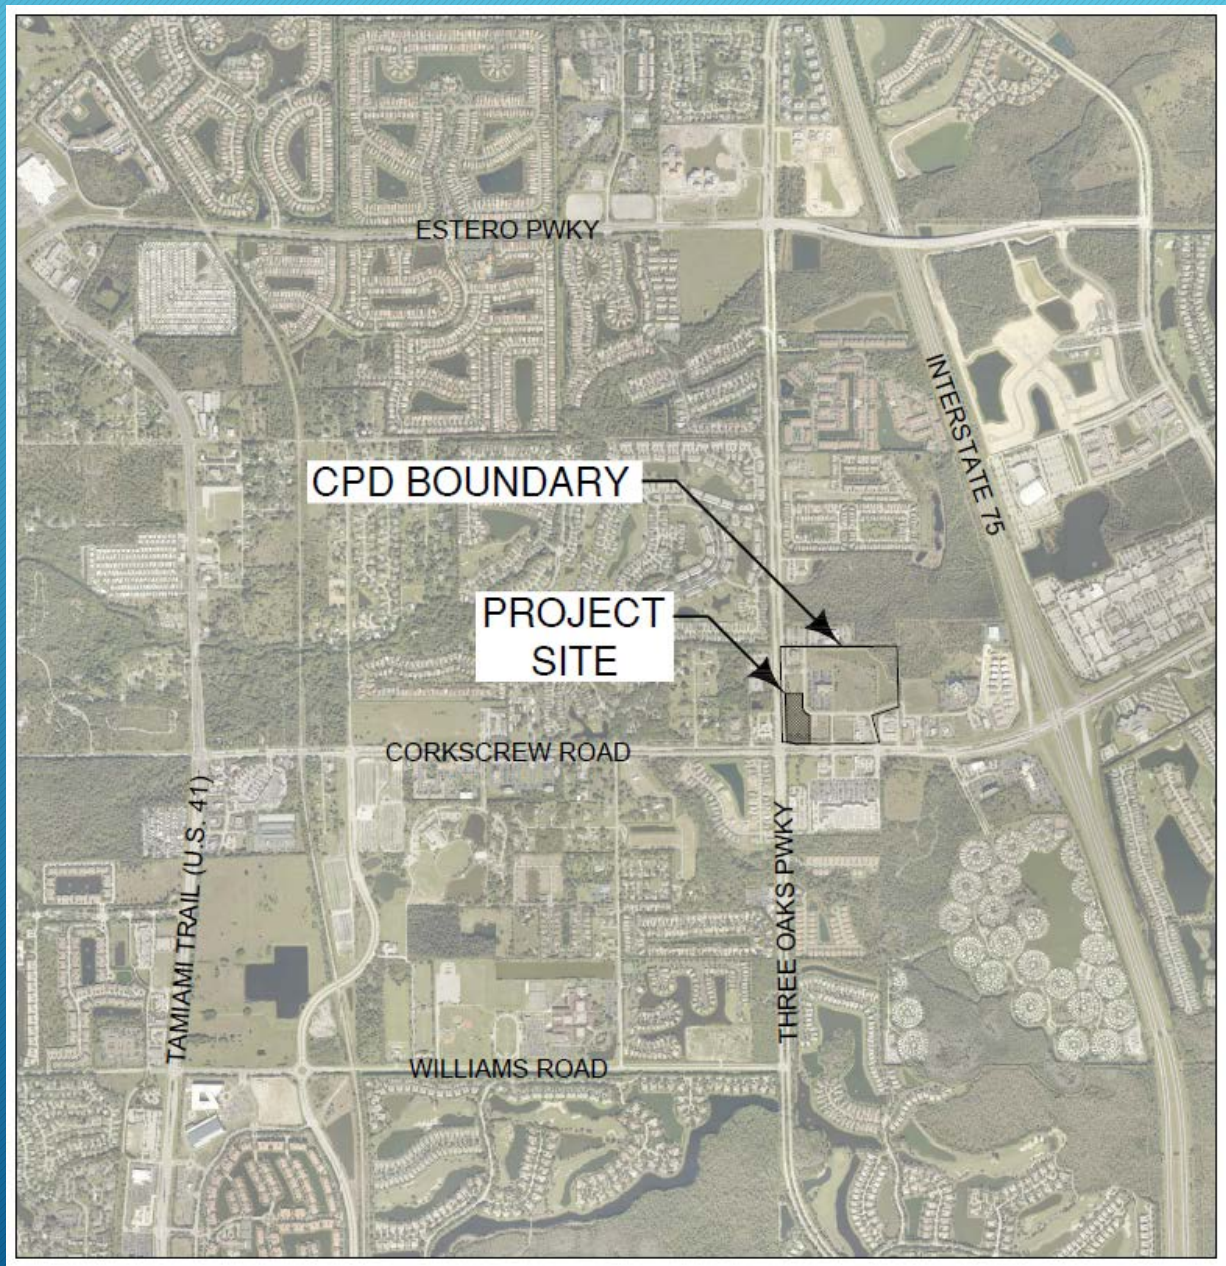 ESTERO PWKY
INTERSTATE 75
CPD BOUNDARY
PROJECT
SITE
CORKSCREW ROAD
TAMIAMI TRAIL (U.S. 41)
THREE OAKS PWKY
WILLIAMS ROAD